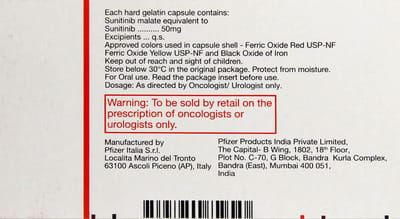 Each hard gelatin capsule contains:
Sunitinib malate equivalent to
Sunitinib .......... 50mg
Excipients ... q.s.
Approved colors used in capsule shell - Ferric Oxide Red USP-NF
Ferric Oxide Yellow USP-NF and Black Oxide of Iron
Keep out of reach and sight of children.
Store below 30°C in the original package. Protect from moisture.
For Oral use. Read the package insert before use.
Dosage: As directed by Oncologist/ Urologist only.
Warning: To be sold by retail on the
prescription of oncologists or
urologists only.
Manufactured by
Pfizer Italia S.r.l.
Localita Marino del Tronto
63100 Ascoli Piceno (AP), Italy
Pfizer Products India Private Limited,
The Capital- B Wing, 1802, 18th Floor,
Plot No. C-70, G Block, Bandra Kurla Complex,
Bandra (East), Mumbai 400 051,
India